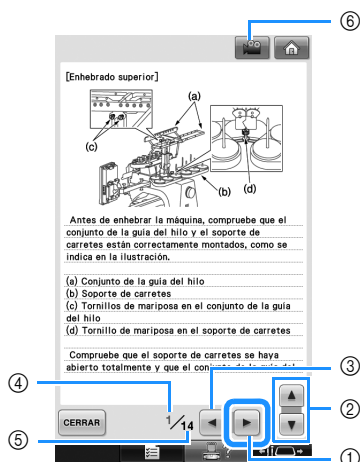 ⑥
[Enhebrado superior]
(a)
(c)
(b)
(d)
Antes de enhebrar la máquina, compruebe que el
conjunto de la guía del hilo y el soporte de
carretes están correctamente montados, como se
indica en la ilustración.
(a) Conjunto de la guía del hilo
(b) Soporte de carretes
(c) Tornillos de mariposa en el conjunto de la guía
del hilo
(d) Tornillo de mariposa en el soporte de carretes
Compruebe que el soporte de carretes se haya
abierto totalmente y que el conjunto de la guía del
③
④
②
CERRAR
1/14
⑤
①